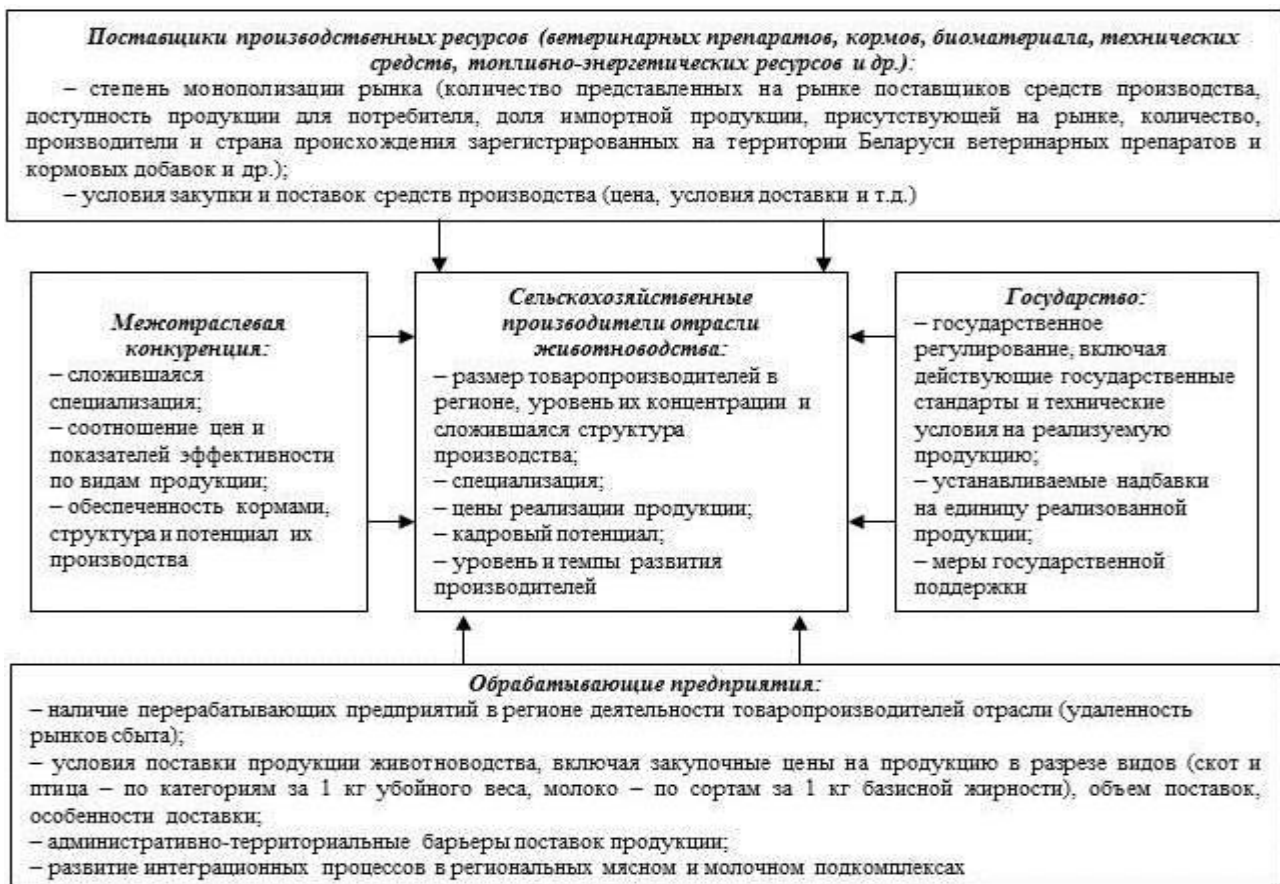 Поставщики производственных ресурсов (ветеринарных препаратов, кормов, биоматериала, технических
средств, топливно-энергетических ресурсов и др.):
– степень монополизации рынка (количество представленных на рынке поставщиков средств производства,
доступность продукции для потребителя, доля импортной продукции, присутствующей на рынке, количество,
производители и страна происхождения зарегистрированных на территории Беларуси ветеринарных препаратов и
кормовых добавок и др.);
– условия закупки и поставок средств производства (цена, условия доставки и т.д.)
Межотраслевая
конкуренция:
– сложившаяся
специализация;
– соотношение цен и
показателей эффективности
по видам продукции;
– обеспеченность кормами,
структура и потенциал их
производства
Сельскохозяйственные
производители отрасли
животноводства:
– размер товаропроизводителей в
регионе, уровень их концентрации и
сложившаяся структура
производства;
– специализация;
– цены реализации продукции;
– кадровый потенциал;
– уровень и темпы развития
производителей
Государство:
– государственное
регулирование, включая
действующие государственные
стандарты и технические
условия на реализуемую
продукцию;
– устанавливаемые надбавки
на единицу реализованной
продукции;
– меры государственной
поддержки
Обрабатывающие предприятия:
– наличие перерабатывающих предприятий в регионе деятельности товаропроизводителей отрасли (удаленность
рынков сбыта);
– условия поставки продукции животноводства, включая закупочные цены на продукцию в разрезе видов (скот и
птица – по категориям за 1 кг убойного веса, молоко – по сортам за 1 кг базисной жирности), объем поставок,
особенности доставки;
– административно-территориальные барьеры поставок продукции;
– развитие интеграционных процессов в региональных мясном и молочном подкомплексах